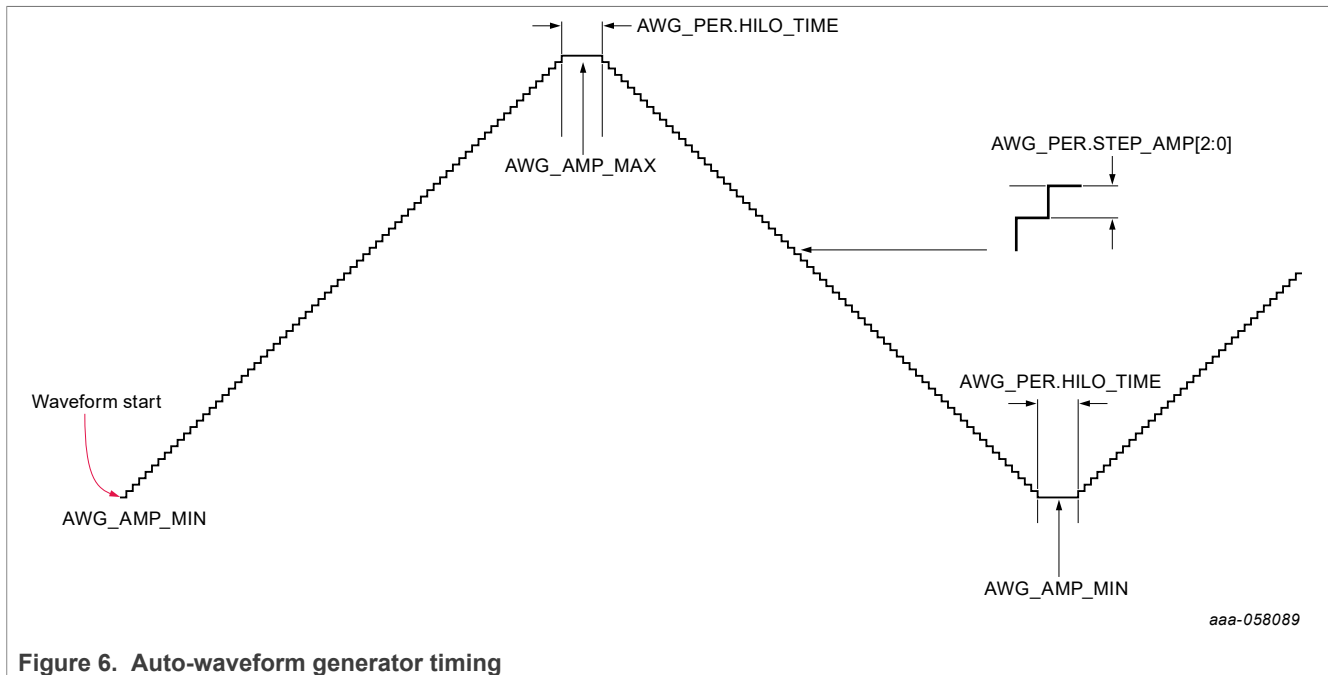 AWG_PER.HILO_TIME
AWG_AMP_MAX
AWG_PER.STEP_AMP[2:0]
Waveform start
AWG_AMP_MIN
AWG_PER.HILO_TIME
AWG_AMP_MIN
aaa-058089
Figure 6. Auto-waveform generator timing